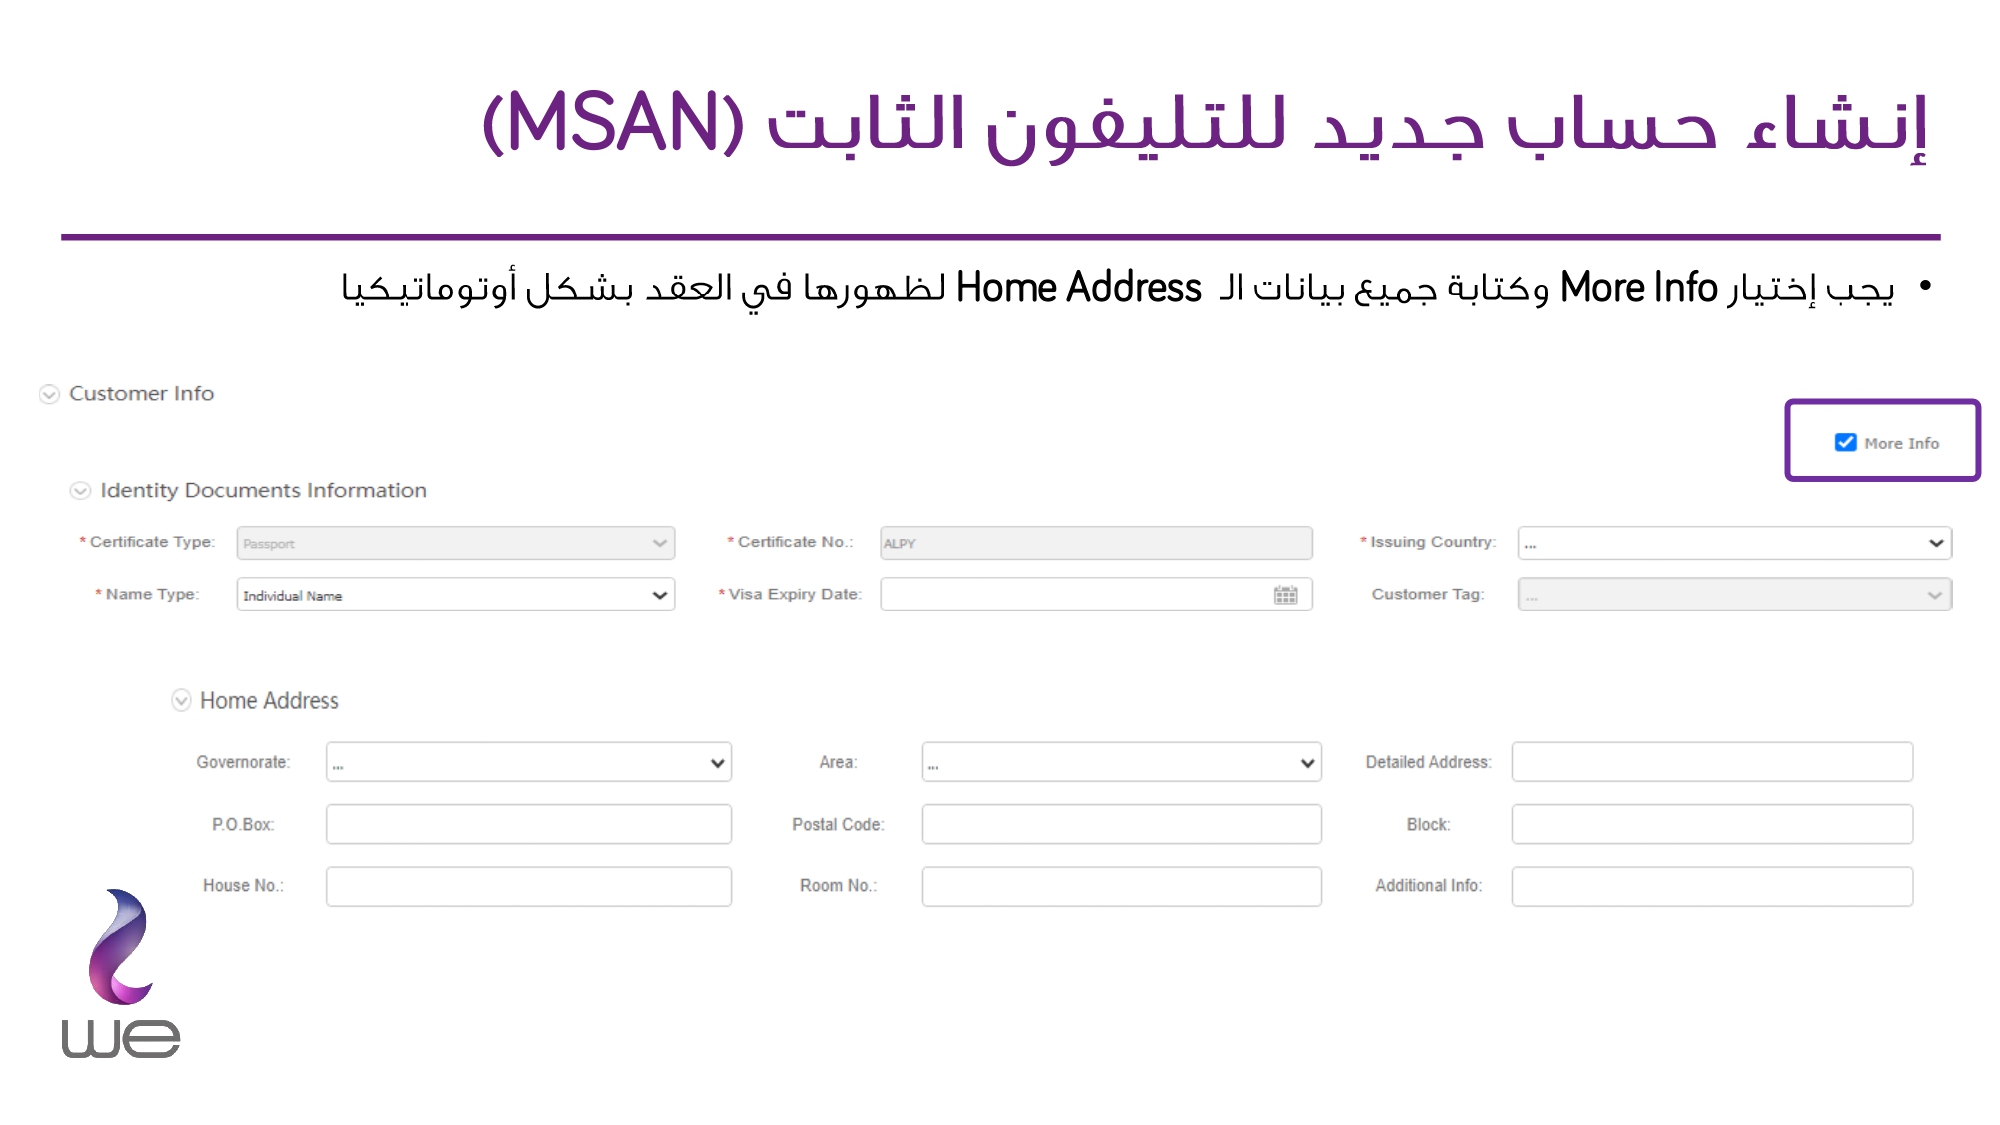 إنشاء حساب جديد للتليفون الثابت (MSAN)
• يجب إختيار More Info وكتابة جميع بيانات الـ Home Address لظهورها في العقد بشكل أوتوماتيكيا
Customer Info
More Info
Identity Documents Information
* Certificate Type: Passport * Certificate No.: ALPY * Issuing Country: ...
* Name Type: Individual Name * Visa Expiry Date: Customer Tag: ...
Home Address
Governorate: ... Area: ... Detailed Address:
P.O.Box: Postal Code: Block:
House No.: Room No.: Additional Info:
we